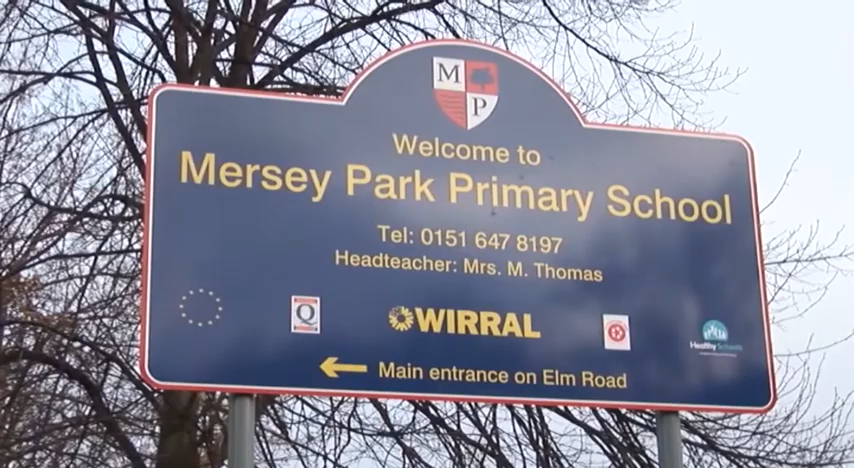 M
P
Welcome to
Mersey Park Primary School
Tel: 0151 647 8197
Headteacher: Mrs. M. Thomas
Q
WIRRAL
Healthy Schools
Main entrance on Elm Road